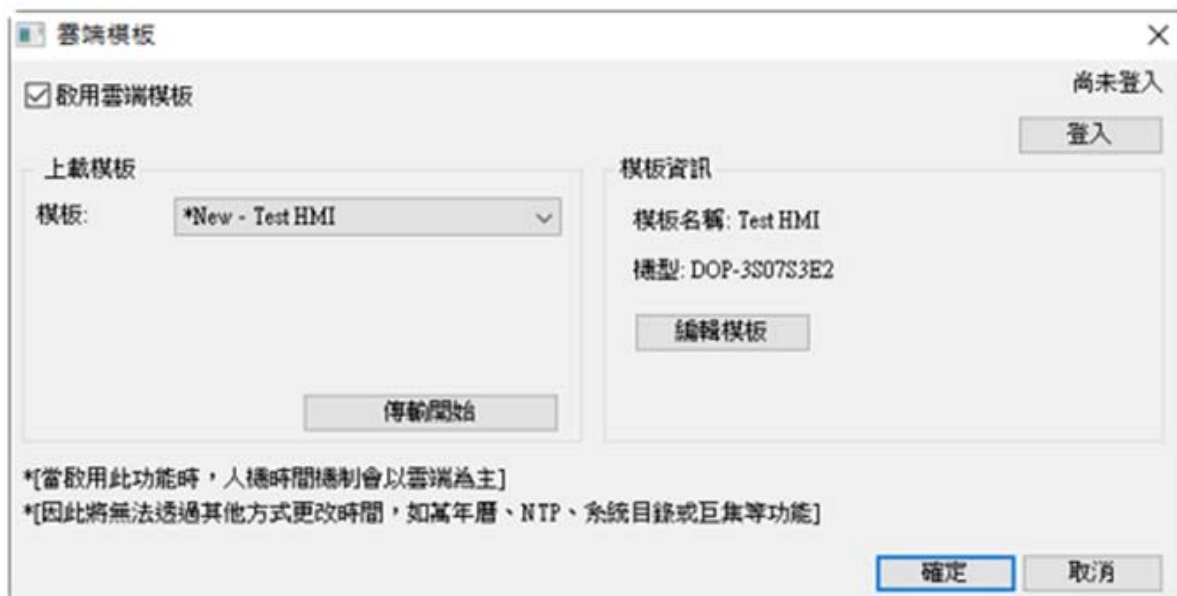 雲端模板
啟用雲端模板
尚未登入
登入
上載模板
模板:
*New - Test HMI
傳輸開始
模板資訊
模板名稱: Test HMI
機型: DOP-3S07S3E2
編輯模板
*[當啟用此功能時，人機時間機制會以雲端為主]
*[因此將無法透過其他方式更改時間，如萬年曆、NTP、系統目錄或巨集等功能]
確定
取消